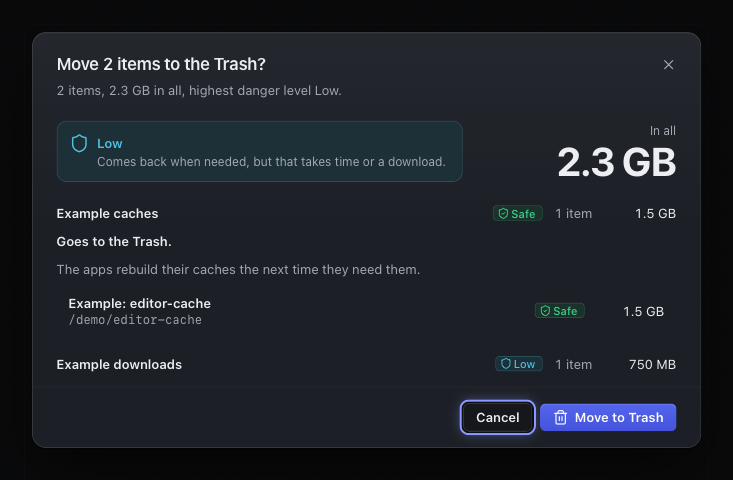 Move 2 items to the Trash?
2 items, 2.3 GB in all, highest danger level Low.
Low
Comes back when needed, but that takes time or a download.
In all
2.3 GB
Example caches Safe 1 item 1.5 GB
Goes to the Trash.
The apps rebuild their caches the next time they need them.
Example: editor-cache Safe 1.5 GB
/demo/editor-cache
Example downloads Low 1 item 750 MB
Cancel Move to Trash